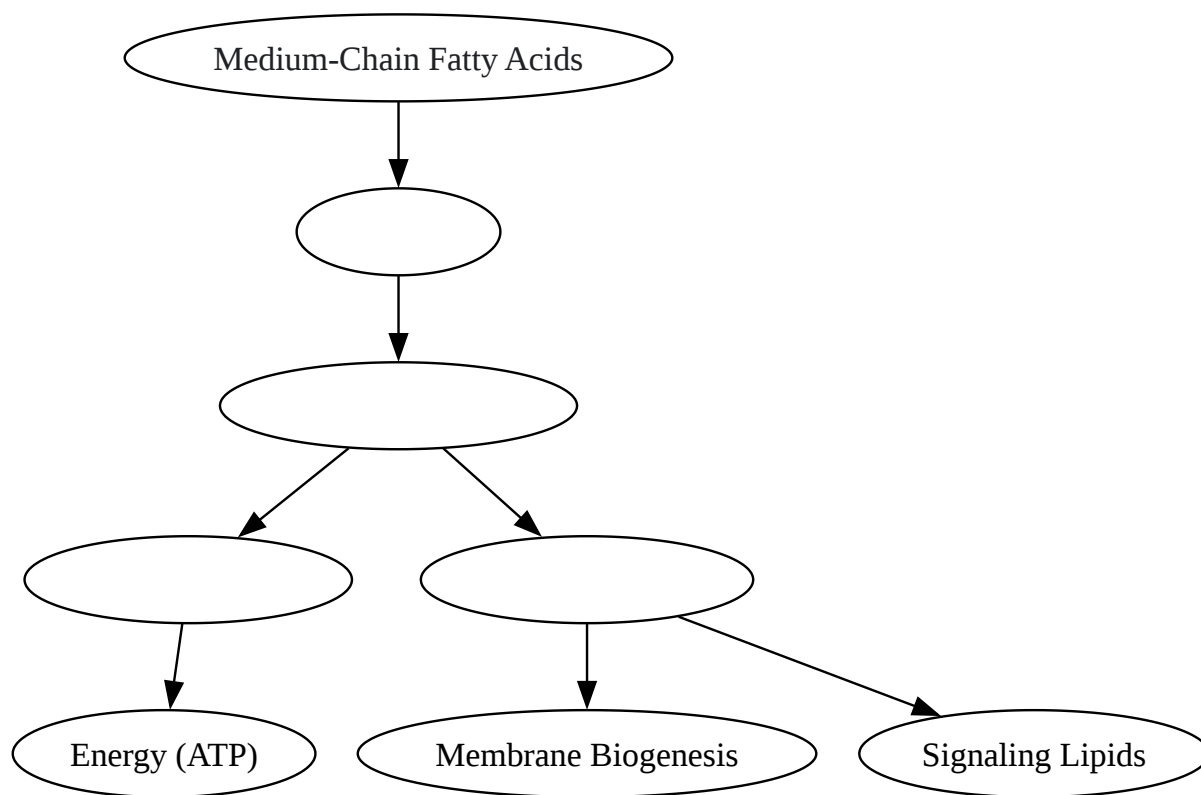 Medium-Chain Fatty Acids
Energy (ATP)
Membrane Biogenesis
Signaling Lipids